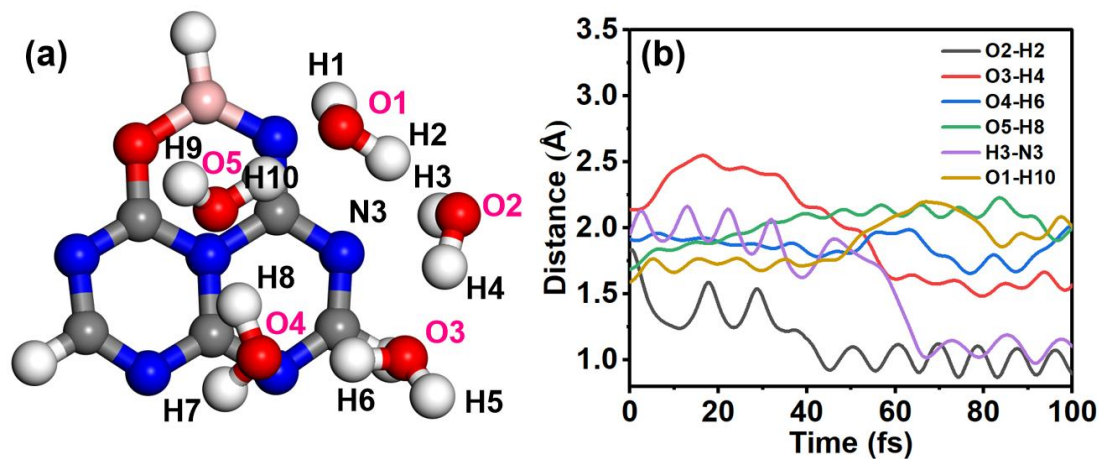 (a)
H1
O1
H2
H9
O5
H10
H3
N3
O2
H8
H4
O4
O3
H7
H6
H5
(b)
O2-H2
O3-H4
O4-H6
O5-H8
H3-N3
O1-H10
Distance (Å)
3.5
3.0
2.5
2.0
1.5
1.0
0
20
40
60
80
100
Time (fs)